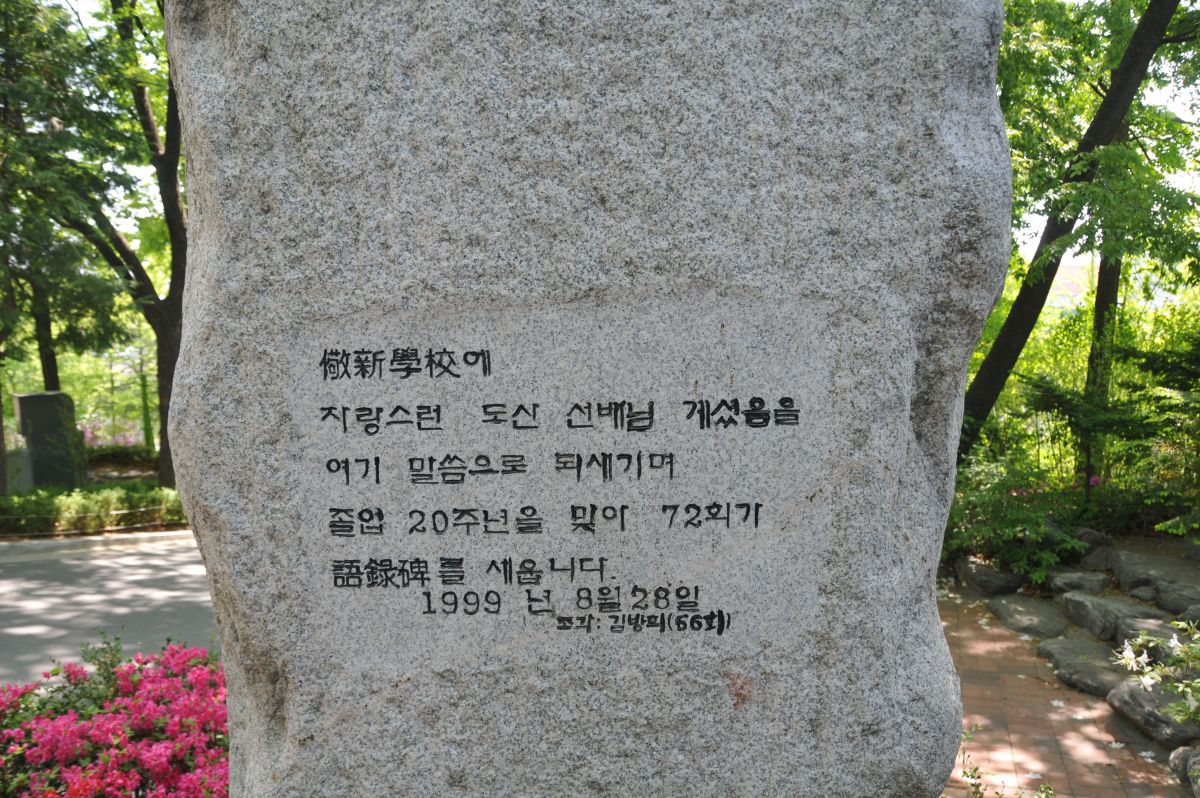 儆新學校에
자랑스런 도산 선배님 계셨음을
여기 말씀으로 되새기며
졸업 20주년을 맞아 72회가
語錄碑를 세웁니다.
1999 년 8월 28일
조각: 김방희(66회)